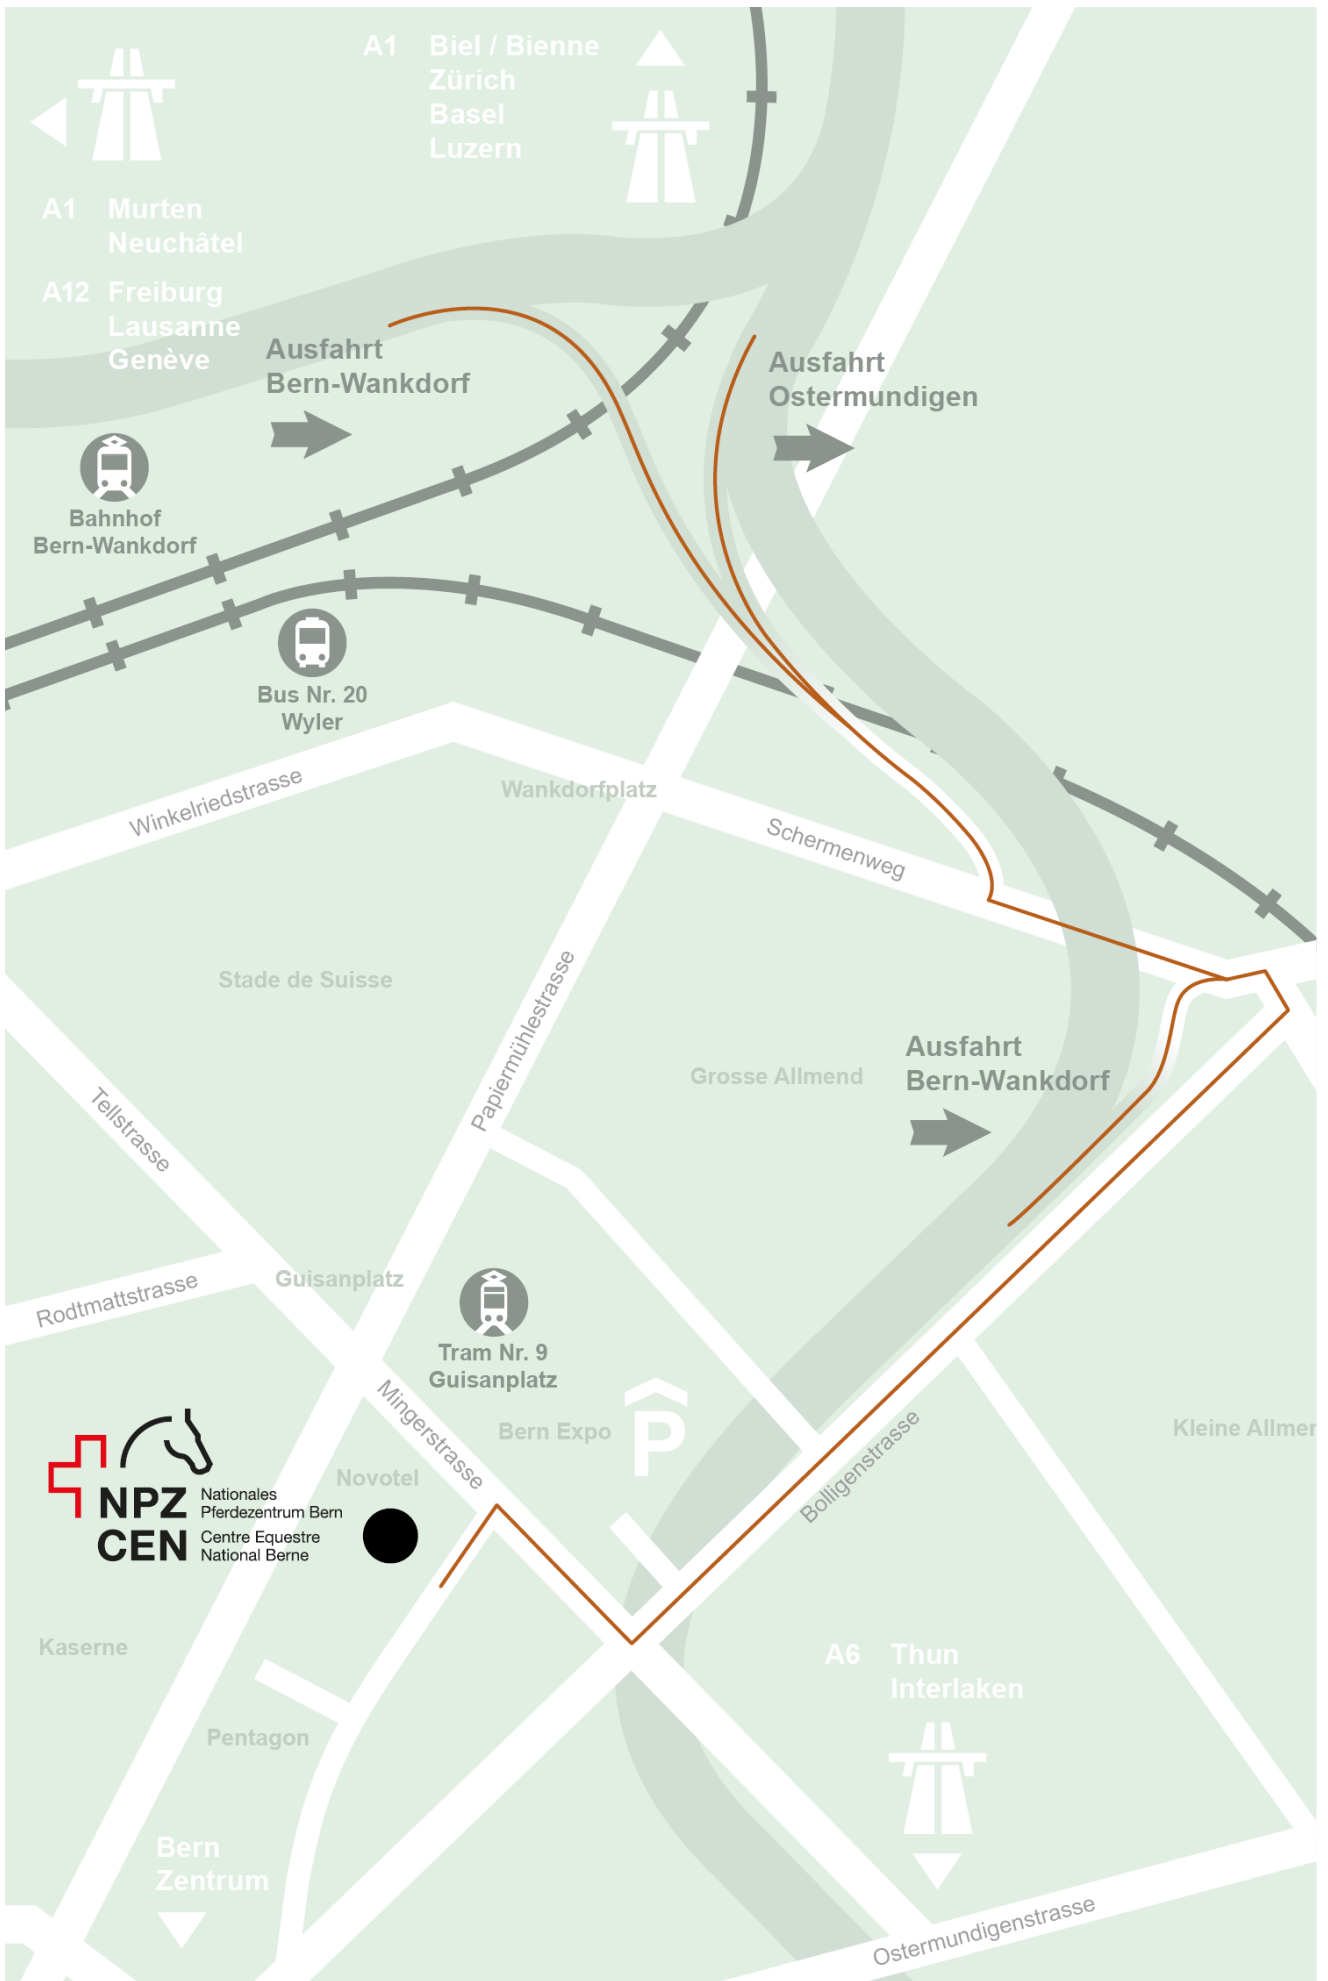 A1 Biel / Bienne
Zürich
Basel
Luzern
A1 Murten
Neuchâtel
A12 Freiburg
Lausanne
Genève
Ausfahrt
Bern-Wankdorf
Ausfahrt
Ostermundigen
Bahnhof
Bern-Wankdorf
Bus Nr. 20
Wyler
Winkelriedstrasse
Wankdorfplatz
Schermenweg
Stade de Suisse
Papiermühlestrasse
Ausfahrt
Bern-Wankdorf
Grosse Allmend
Tellstrasse
Guisanplatz
Rodtmattstrasse
Tram Nr. 9
Guisanplatz
Mingerstrasse
Bern Expo
P
Bolligenstrasse
Kleine Allmen
Novotel
NPZ
CEN
Nationales
Pferdezentrum Bern
Centre Equestre
National Berne
Kaserne
A6 Thun
Interlaken
Pentagon
Bern
Zentrum
Ostermundigenstrasse